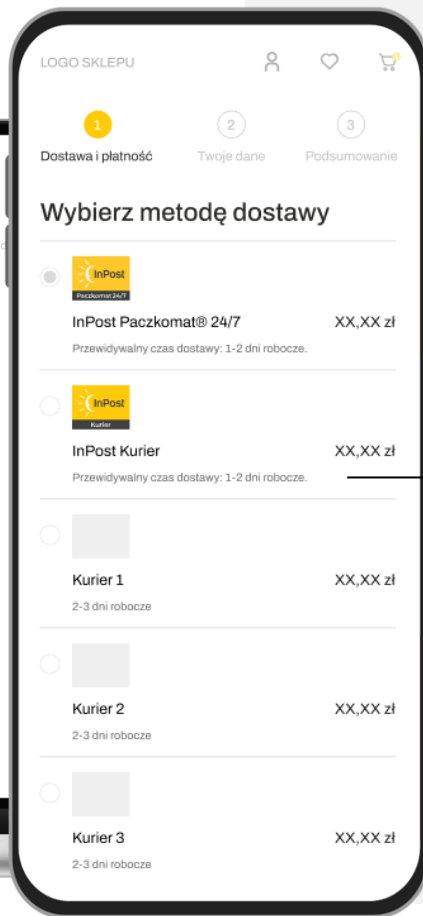 LOGO SKLEPU
1
2
3
Dostawa i płatność
Twoje dane
Podsumowanie
Wybierz metodę dostawy
InPost
Paczkomat 24/7
InPost Paczkomat® 24/7 XX,XX zł
Przewidywalny czas dostawy: 1-2 dni robocze.
InPost
Kurier
InPost Kurier XX,XX zł
Przewidywalny czas dostawy: 1-2 dni robocze.
Kurier 1 XX,XX zł
2-3 dni robocze
Kurier 2 XX,XX zł
2-3 dni robocze
Kurier 3 XX,XX zł
2-3 dni robocze